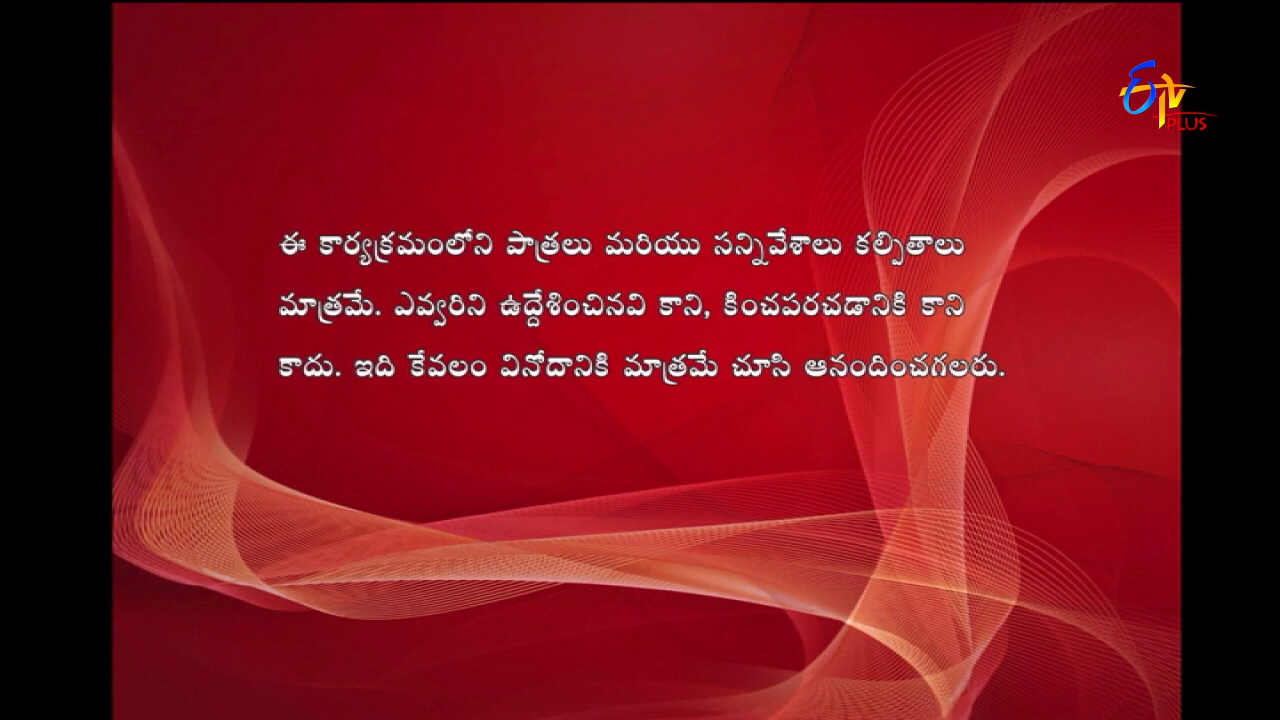 ETV
PLUS
ఈ కార్యక్రమంలోని పాత్రలు మరియు సన్నివేశాలు కల్పితాలు
మాత్రమే. ఎవ్వరిని ఉద్దేశించినవి కాని, కించపరచడానికి కాని
కాదు. ఇది కేవలం వినోదానికి మాత్రమే చూసి ఆనందించగలరు.